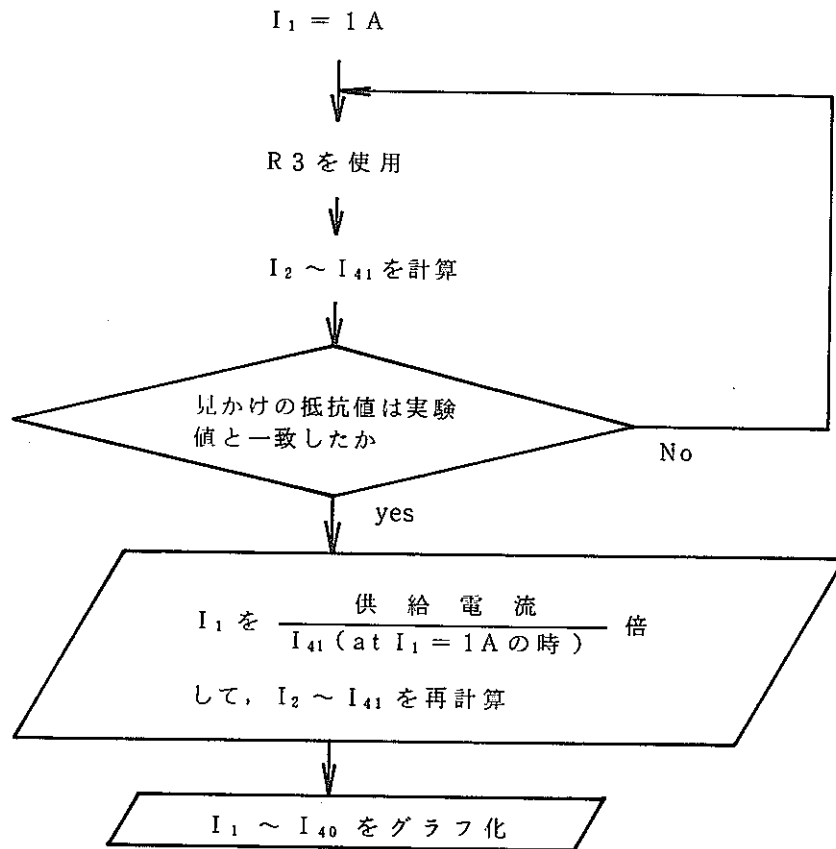 I₁ = 1A
R3を使用
I₂ ～ I₄₁ を計算
見かけの抵抗値は実験
値と一致したか
No
yes
I₁ を 供給電流 / I₄₁ (at I₁ = 1Aの時) 倍
して, I₂ ～ I₄₁ を再計算
I₁ ～ I₄₀ をグラフ化